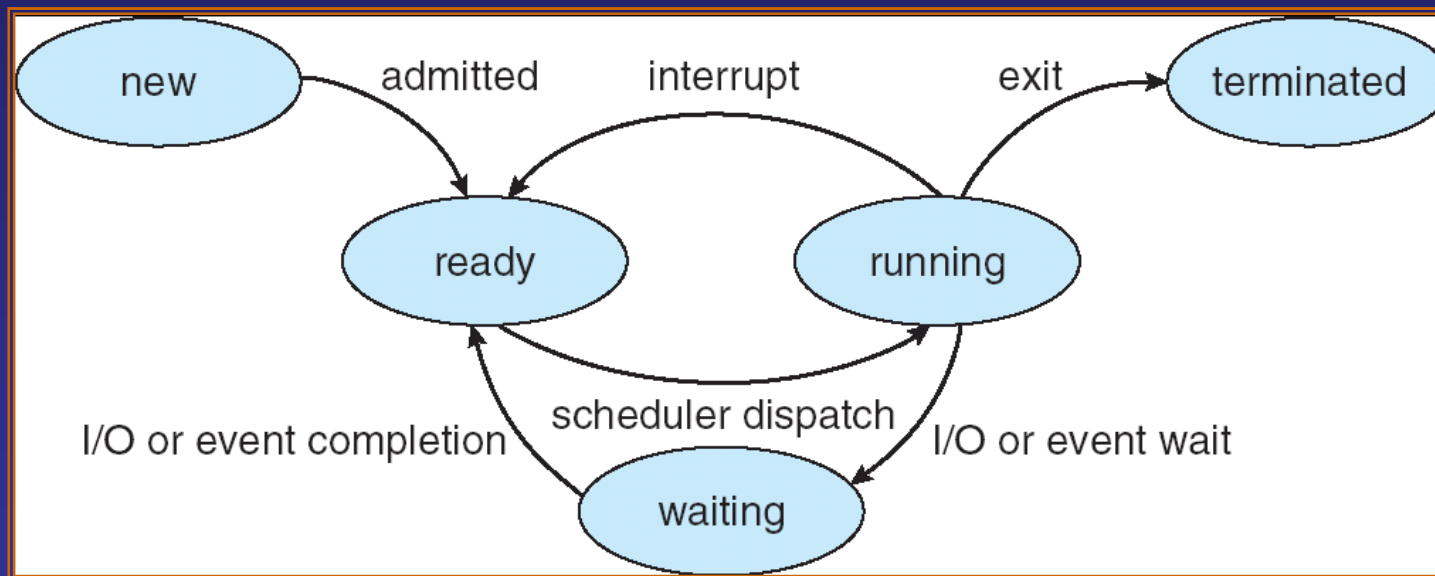 new
admitted
interrupt
exit
terminated
ready
running
scheduler dispatch
I/O or event completion
I/O or event wait
waiting